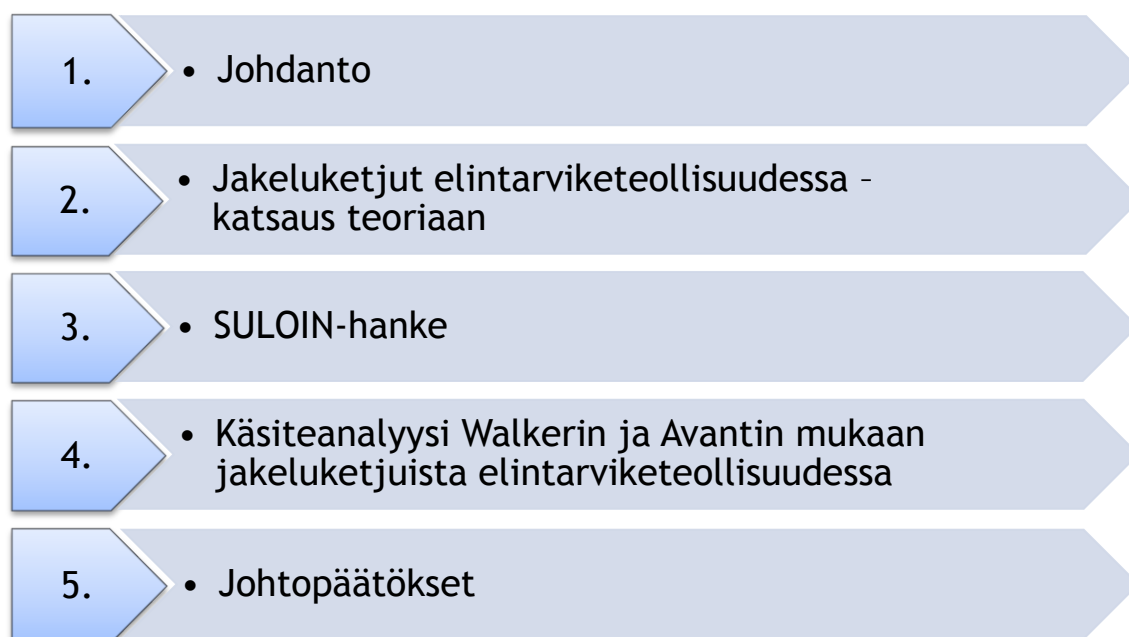 1. • Johdanto
2. • Jakeluketjut elintarviketeollisuudessa –
katsaus teoriaan
3. • SULOIN-hanke
4. • Käsiteanalyysi Walkerin ja Avantin mukaan
jakeluketjuista elintarviketeollisuudessa
5. • Johtopäätökset